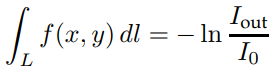 ∫_L f(x, y) dl = − ln I_out / I_0